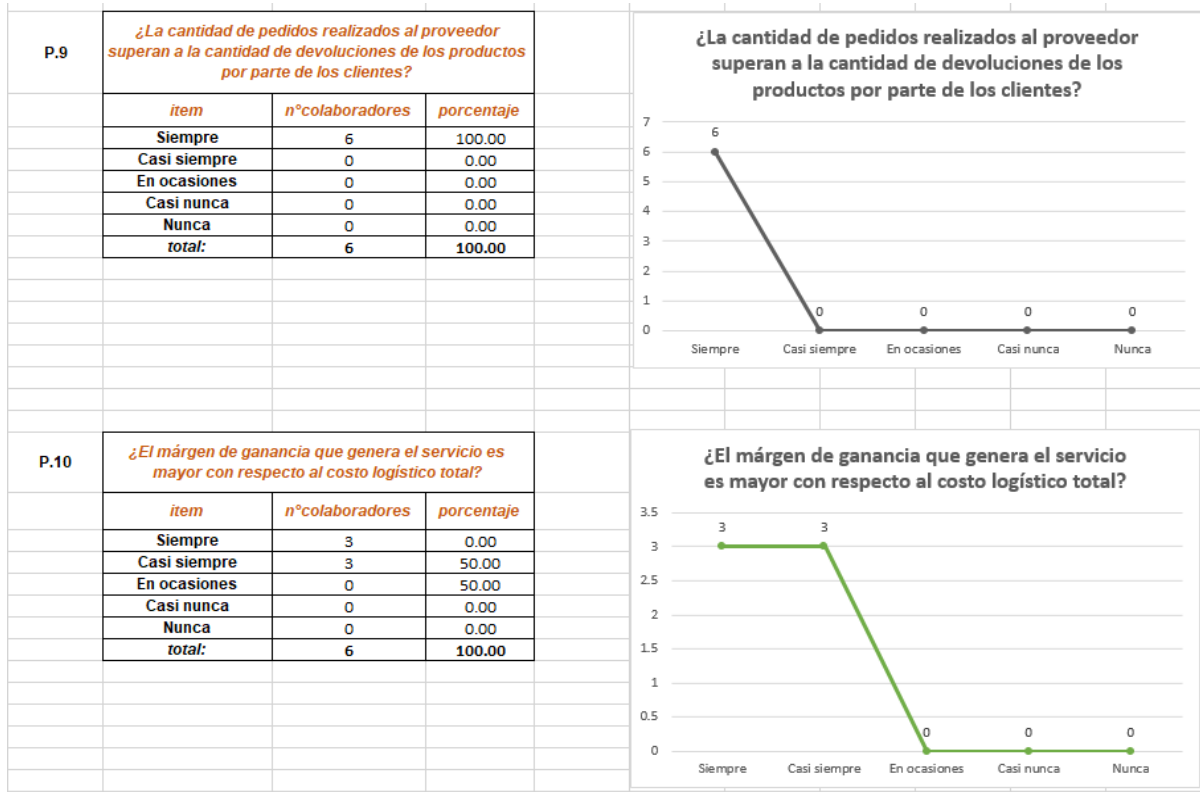 P.9
¿La cantidad de pedidos realizados al proveedor
superan a la cantidad de devoluciones de los productos
por parte de los clientes?
item n°colaboradores porcentaje
Siempre 6 100.00
Casi siempre 0 0.00
En ocasiones 0 0.00
Casi nunca 0 0.00
Nunca 0 0.00
total: 6 100.00
¿La cantidad de pedidos realizados al proveedor
superan a la cantidad de devoluciones de los
productos por parte de los clientes?
7
6
5
4
3
2
1
0
6 0 0 0 0
Siempre Casi siempre En ocasiones Casi nunca Nunca
P.10
¿El márgen de ganancia que genera el servicio es
mayor con respecto al costo logístico total?
item n°colaboradores porcentaje
Siempre 3 0.00
Casi siempre 3 50.00
En ocasiones 0 50.00
Casi nunca 0 0.00
Nunca 0 0.00
total: 6 100.00
¿El márgen de ganancia que genera el servicio
es mayor con respecto al costo logístico total?
3.5
3
2.5
2
1.5
1
0.5
0
3 3 0 0 0
Siempre Casi siempre En ocasiones Casi nunca Nunca